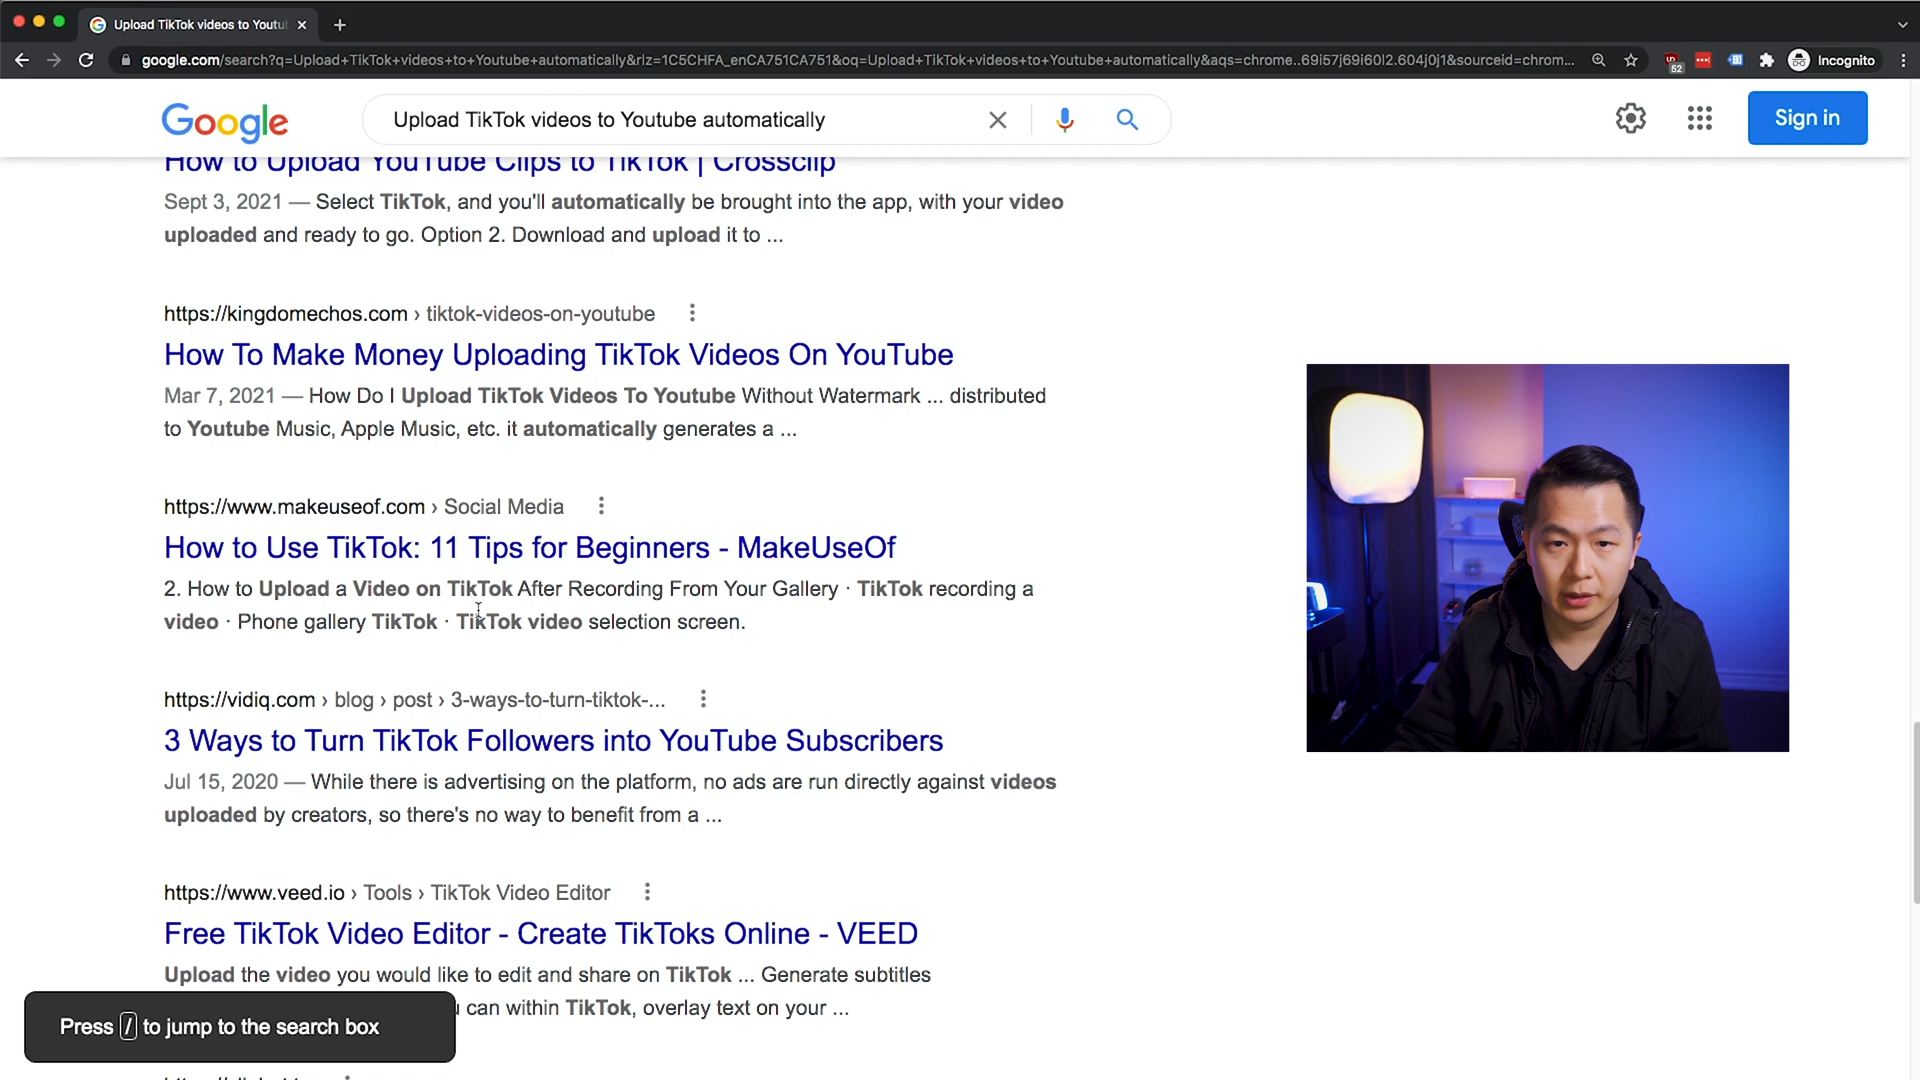 Upload TikTok videos to Youtu
google.com/search?q=Upload+TikTok+videos+to+Youtube+automatically&rlz=1C5CHFA_enCA751CA751&oq=Upload+TikTok+videos+to+Youtube+automatically&aqs=chrome..69i57j69i60l2.604j0j1&sourceid=chrom...
52
Incognito
Google
Upload TikTok videos to Youtube automatically
Sign in
How to Upload YouTube Clips to TikTok | Crossclip
Sept 3, 2021 — Select TikTok, and you'll automatically be brought into the app, with your video
uploaded and ready to go. Option 2. Download and upload it to ...
https://kingdomechos.com › tiktok-videos-on-youtube
How To Make Money Uploading TikTok Videos On YouTube
Mar 7, 2021 — How Do I Upload TikTok Videos To Youtube Without Watermark ... distributed
to Youtube Music, Apple Music, etc. it automatically generates a ...
https://www.makeuseof.com › Social Media
How to Use TikTok: 11 Tips for Beginners - MakeUseOf
2. How to Upload a Video on TikTok After Recording From Your Gallery · TikTok recording a
video · Phone gallery TikTok · TikTok video selection screen.
https://vidiq.com › blog › post › 3-ways-to-turn-tiktok-...
3 Ways to Turn TikTok Followers into YouTube Subscribers
Jul 15, 2020 — While there is advertising on the platform, no ads are run directly against videos
uploaded by creators, so there's no way to benefit from a ...
https://www.veed.io › Tools › TikTok Video Editor
Free TikTok Video Editor - Create TikToks Online - VEED
Upload the video you would like to edit and share on TikTok ... Generate subtitles
can within TikTok, overlay text on your ...
Press / to jump to the search box